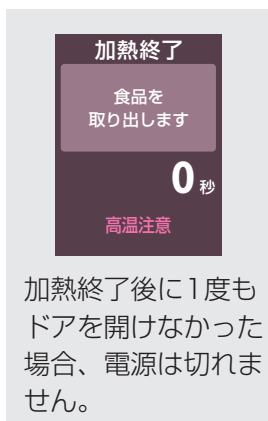 加熱終了
食品を
取り出します
0 秒
高温注意
加熱終了後に1度も
ドアを開けなかった
場合、電源は切れま
せん。